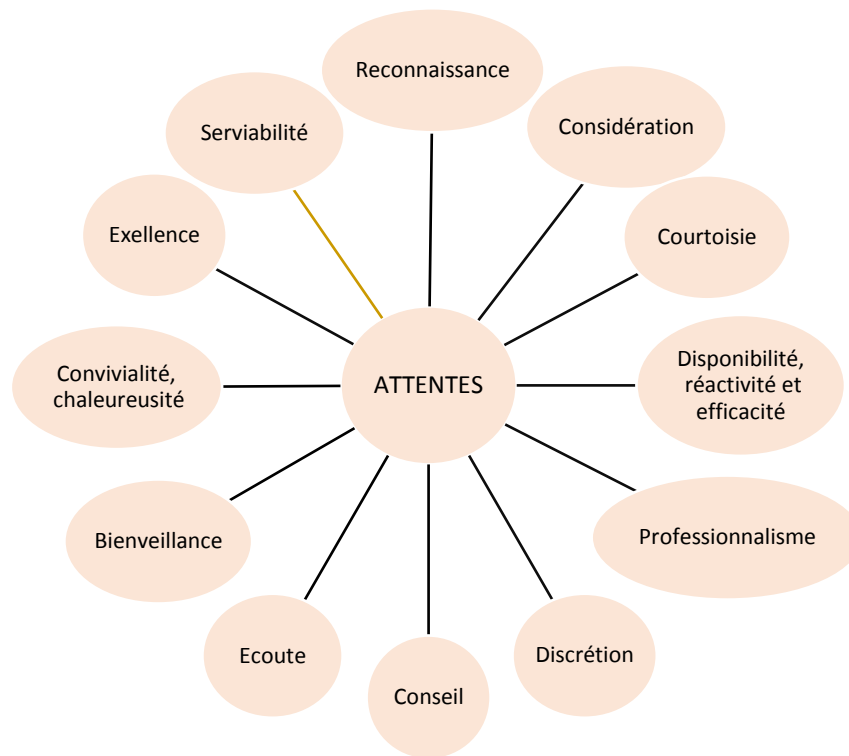 Reconnaissance
Serviabilité
Considération
Exellence
Courtoisie
Convivialité,
chaleureusité
ATTENTES
Disponibilité,
réactivité et
efficacité
Bienveillance
Professionnalisme
Ecoute
Conseil
Discrétion